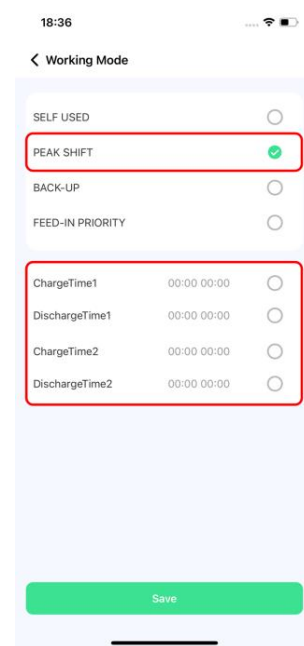 18:36
Working Mode
SELF USED
PEAK SHIFT
BACK-UP
FEED-IN PRIORITY
ChargeTime1 00:00 00:00
DischargeTime1 00:00 00:00
ChargeTime2 00:00 00:00
DischargeTime2 00:00 00:00
Save